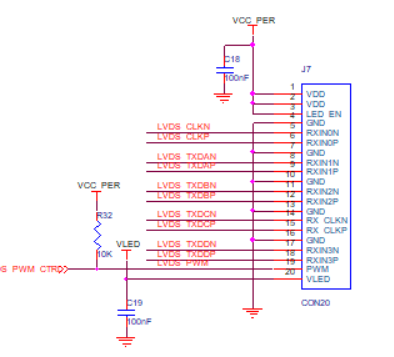 VCC_PER
C18
100nF
J7
1 VDD
2 VDD
3 LED_EN
4 GND
LVDS_CLKN 5 RXIN0N
LVDS_CLKP 6 RXIN0P
7 GND
LVDS_TXDAN 8 RXIN1N
LVDS_TXDAP 9 RXIN1P
10 GND
LVDS_TXDBN 11 RXIN2N
LVDS_TXDBP 12 RXIN2P
13 GND
LVDS_TXDCN 14 RX_CLKN
LVDS_TXDCP 15 RX_CLKP
16 GND
LVDS_TXDDN 17 RXIN3N
LVDS_TXDDP 18 RXIN3P
LVDS_PWM 19 PWM
20 VLED
CON20
VCC_PER
R32
10K
VLED
S_PWM_CTRL
C19
100nF